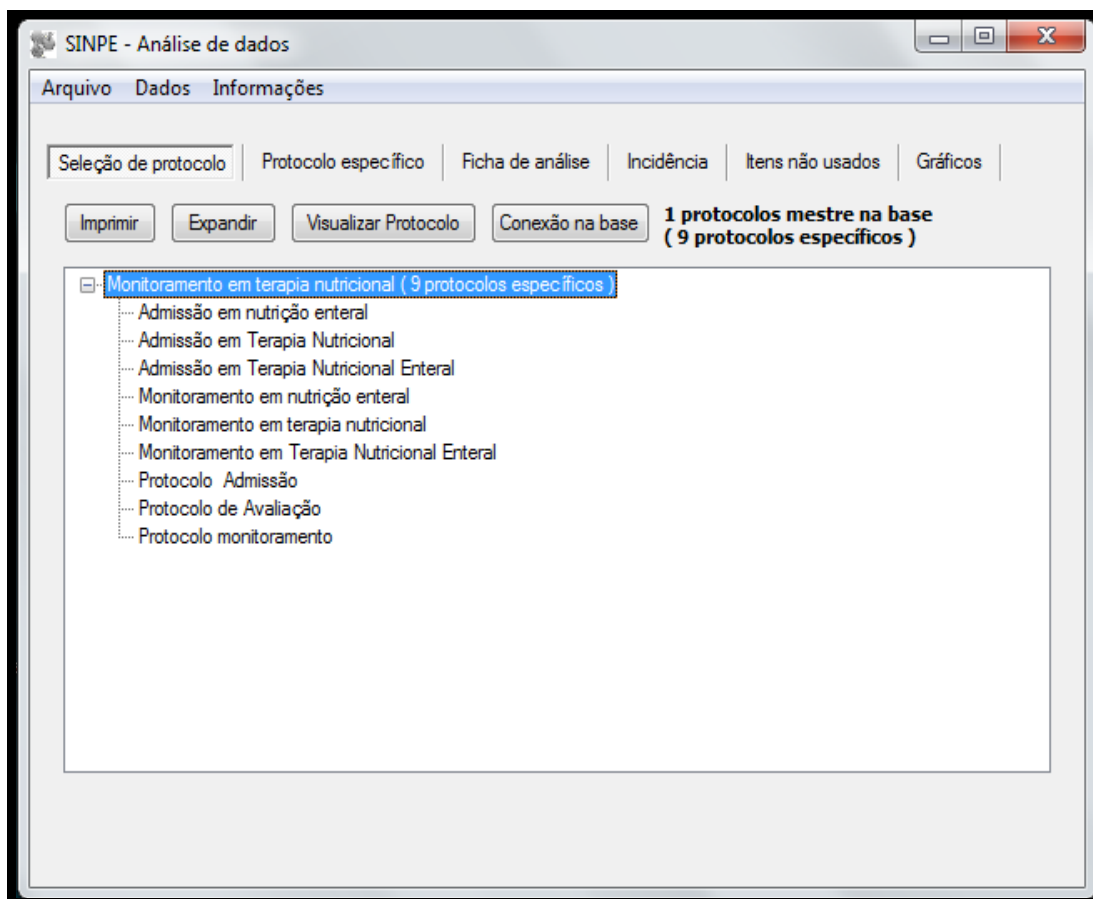 SINPE - Análise de dados
Arquivo Dados Informações
Seleção de protocolo Protocolo específico Ficha de análise Incidência Itens não usados Gráficos
Imprimir Expandir Visualizar Protocolo Conexão na base 1 protocolos mestre na base
( 9 protocolos específicos )
Monitoramento em terapia nutricional ( 9 protocolos específicos )
Admissão em nutrição enteral
Admissão em Terapia Nutricional
Admissão em Terapia Nutricional Enteral
Monitoramento em nutrição enteral
Monitoramento em terapia nutricional
Monitoramento em Terapia Nutricional Enteral
Protocolo  Admissão
Protocolo de Avaliação
Protocolo monitoramento